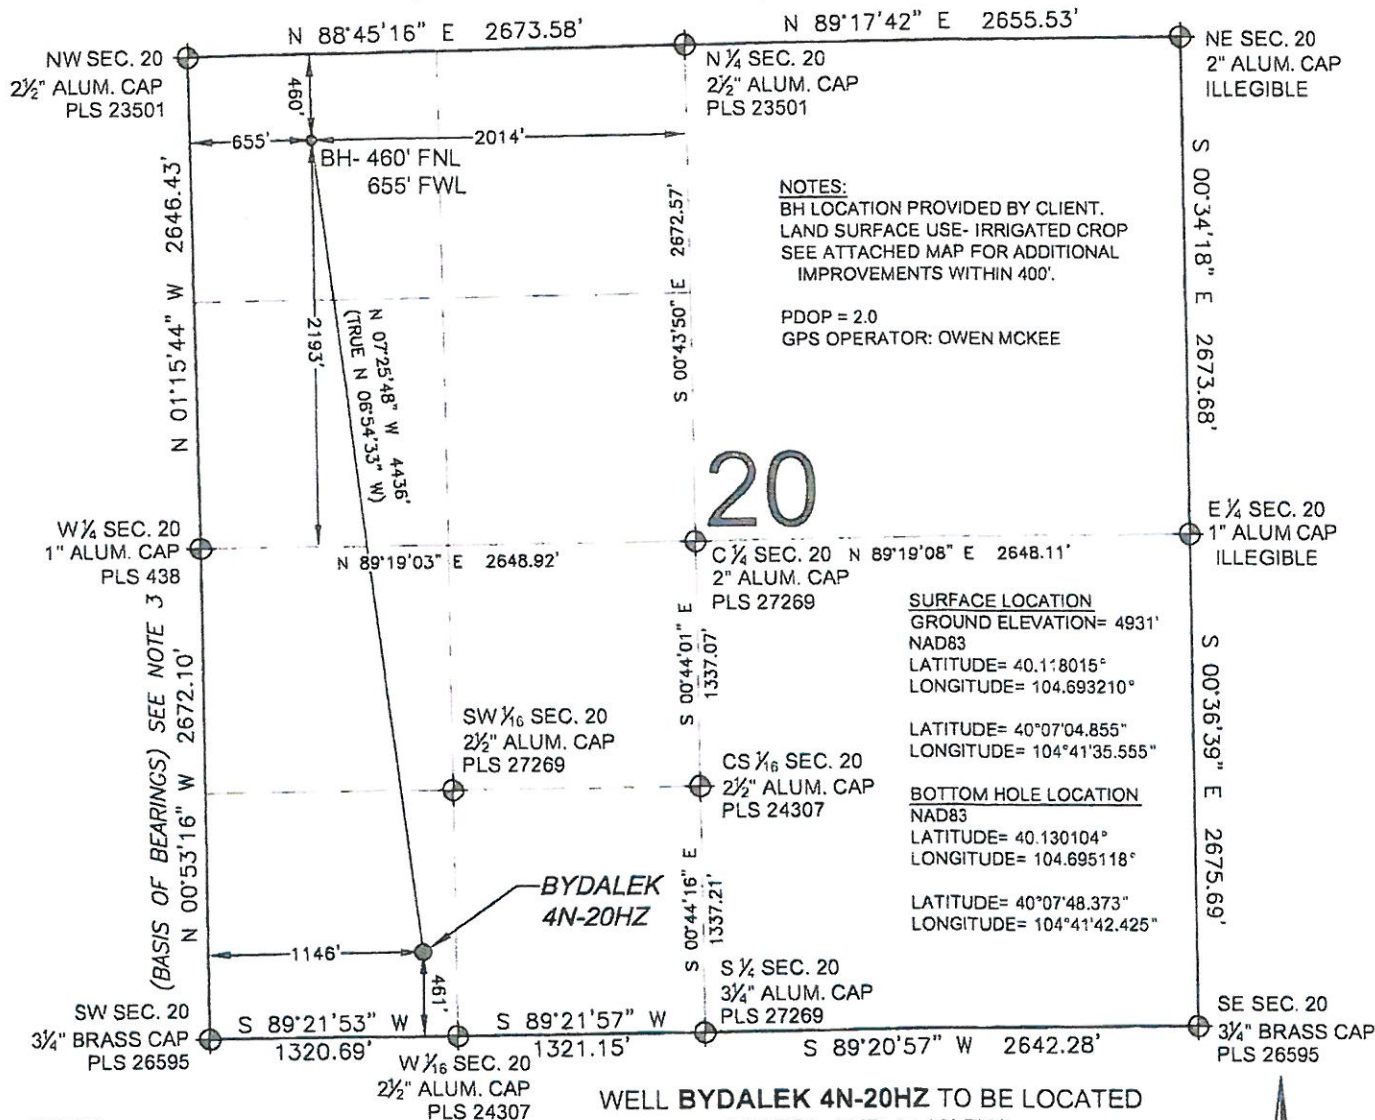 N 88°45'16" E 2673.58'
N 89°17'42" E 2655.53'
NW SEC. 20
2½" ALUM. CAP
PLS 23501
N ¼ SEC. 20
2½" ALUM. CAP
PLS 23501
NE SEC. 20
2" ALUM. CAP
ILLEGIBLE
460'
655'
2014'
BH- 460' FNL
655' FWL
N 01°15'44" W 2646.43'
S 00°43'50" E 2672.57'
S 00°34'18" E 2673.68'
NOTES:
BH LOCATION PROVIDED BY CLIENT.
LAND SURFACE USE- IRRIGATED CROP
SEE ATTACHED MAP FOR ADDITIONAL
IMPROVEMENTS WITHIN 400'.
PDOP = 2.0
GPS OPERATOR: OWEN MCKEE
2193'
N 07°25'48" W 4436'
(TRUE N 06°54'33" W)
20
W ¼ SEC. 20
1" ALUM. CAP
PLS 438
N 89°19'03" E 2648.92'
C ¼ SEC. 20
2" ALUM. CAP
PLS 27269
N 89°19'08" E 2648.11'
E ¼ SEC. 20
1" ALUM CAP
ILLEGIBLE
(BASIS OF BEARINGS) SEE NOTE 3
N 00°53'16" W 2672.10'
S 00°44'01" E
1337.07'
SURFACE LOCATION
GROUND ELEVATION= 4931'
NAD83
LATITUDE= 40.118015°
LONGITUDE= 104.693210°
LATITUDE= 40°07'04.855"
LONGITUDE= 104°41'35.555"
BOTTOM HOLE LOCATION
NAD83
LATITUDE= 40.130104°
LONGITUDE= 104.695118°
LATITUDE= 40°07'48.373"
LONGITUDE= 104°41'42.425"
S 00°36'39" E 2675.69'
SW 1⁄16 SEC. 20
2½" ALUM. CAP
PLS 27269
CS 1⁄16 SEC. 20
2½" ALUM. CAP
PLS 24307
BYDALEK
4N-20HZ
S 00°44'16" E
1337.21'
1146'
461'
SW SEC. 20
3¼" BRASS CAP
PLS 26595
S 89°21'53" W
1320.69'
W 1⁄16 SEC. 20
2½" ALUM. CAP
PLS 24307
S 89°21'57" W
1321.15'
S ¼ SEC. 20
3¼" ALUM. CAP
PLS 27269
S 89°20'57" W 2642.28'
SE SEC. 20
3¼" BRASS CAP
PLS 26595
WELL BYDALEK 4N-20HZ TO BE LOCATED